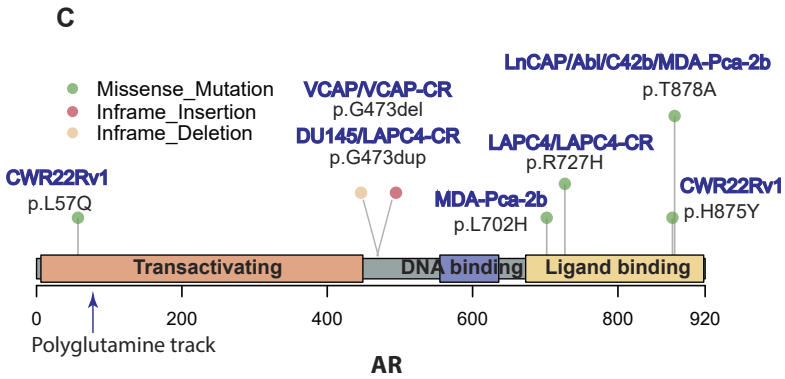 C
LnCAP/Abl/C42b/MDA-Pca-2b
p.T878A
Missense_Mutation
Inframe_Insertion
Inframe_Deletion
VCAP/VCAP-CR
p.G473del
DU145/LAPC4-CR
p.G473dup
LAPC4/LAPC4-CR
p.R727H
CWR22Rv1
p.L57Q
MDA-Pca-2b
p.L702H
CWR22Rv1
p.H875Y
Transactivating
DNA binding
Ligand binding
0 200 400 600 800 920
Polyglutamine track
AR